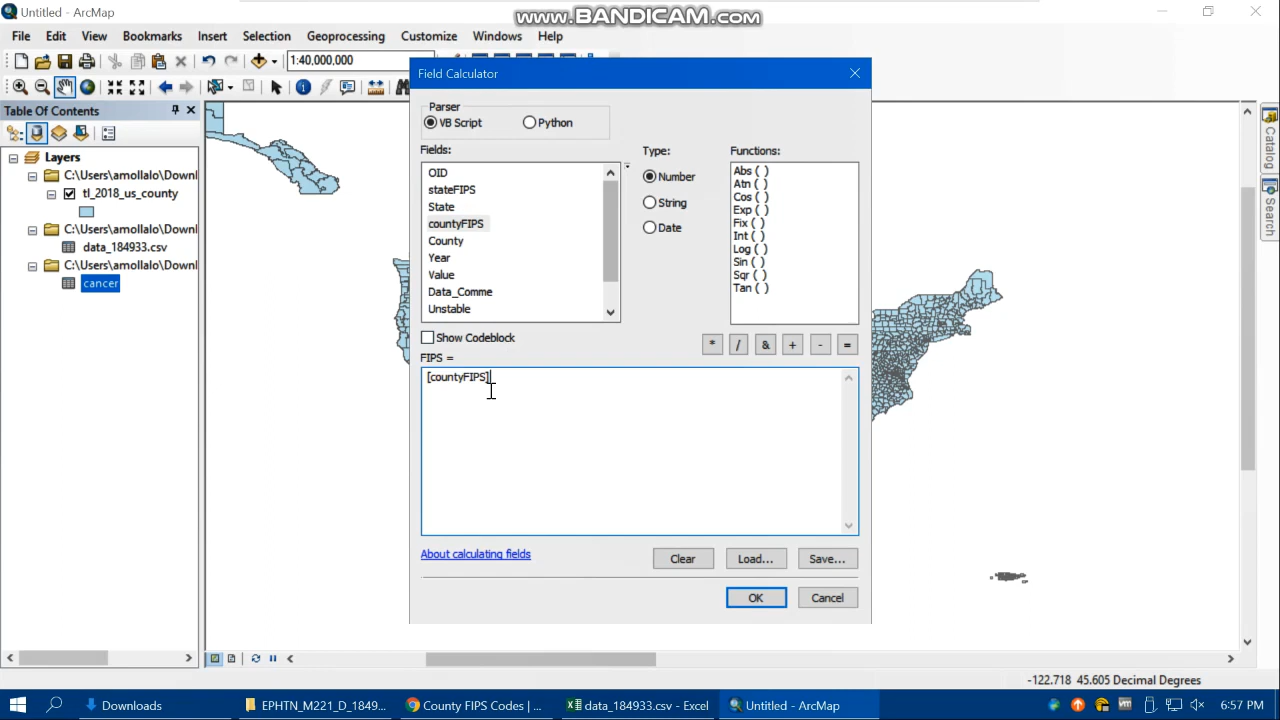 Untitled - ArcMap
www.BANDICAM.com
File Edit View Bookmarks Insert Selection Geoprocessing Customize Windows Help
1:40,000,000
Table Of Contents
Layers
C:\Users\amollalo\Downl
tl_2018_us_county
C:\Users\amollalo\Downl
data_184933.csv
C:\Users\amollalo\Downl
cancer
Field Calculator
Parser
VB Script
Python
Fields:
OID
stateFIPS
State
countyFIPS
County
Year
Value
Data_Comme
Unstable
Type:
Number
String
Date
Functions:
Abs ( )
Atn ( )
Cos ( )
Exp ( )
Fix ( )
Int ( )
Log ( )
Sin ( )
Sqr ( )
Tan ( )
Show Codeblock
* / & + - =
FIPS =
[countyFIPS]
About calculating fields
Clear
Load...
Save...
OK
Cancel
Catalog
Search
-122.718 45.605 Decimal Degrees
Downloads
EPHTN_M221_D_1849...
County FIPS Codes | ...
data_184933.csv - Excel
Untitled - ArcMap
6:57 PM